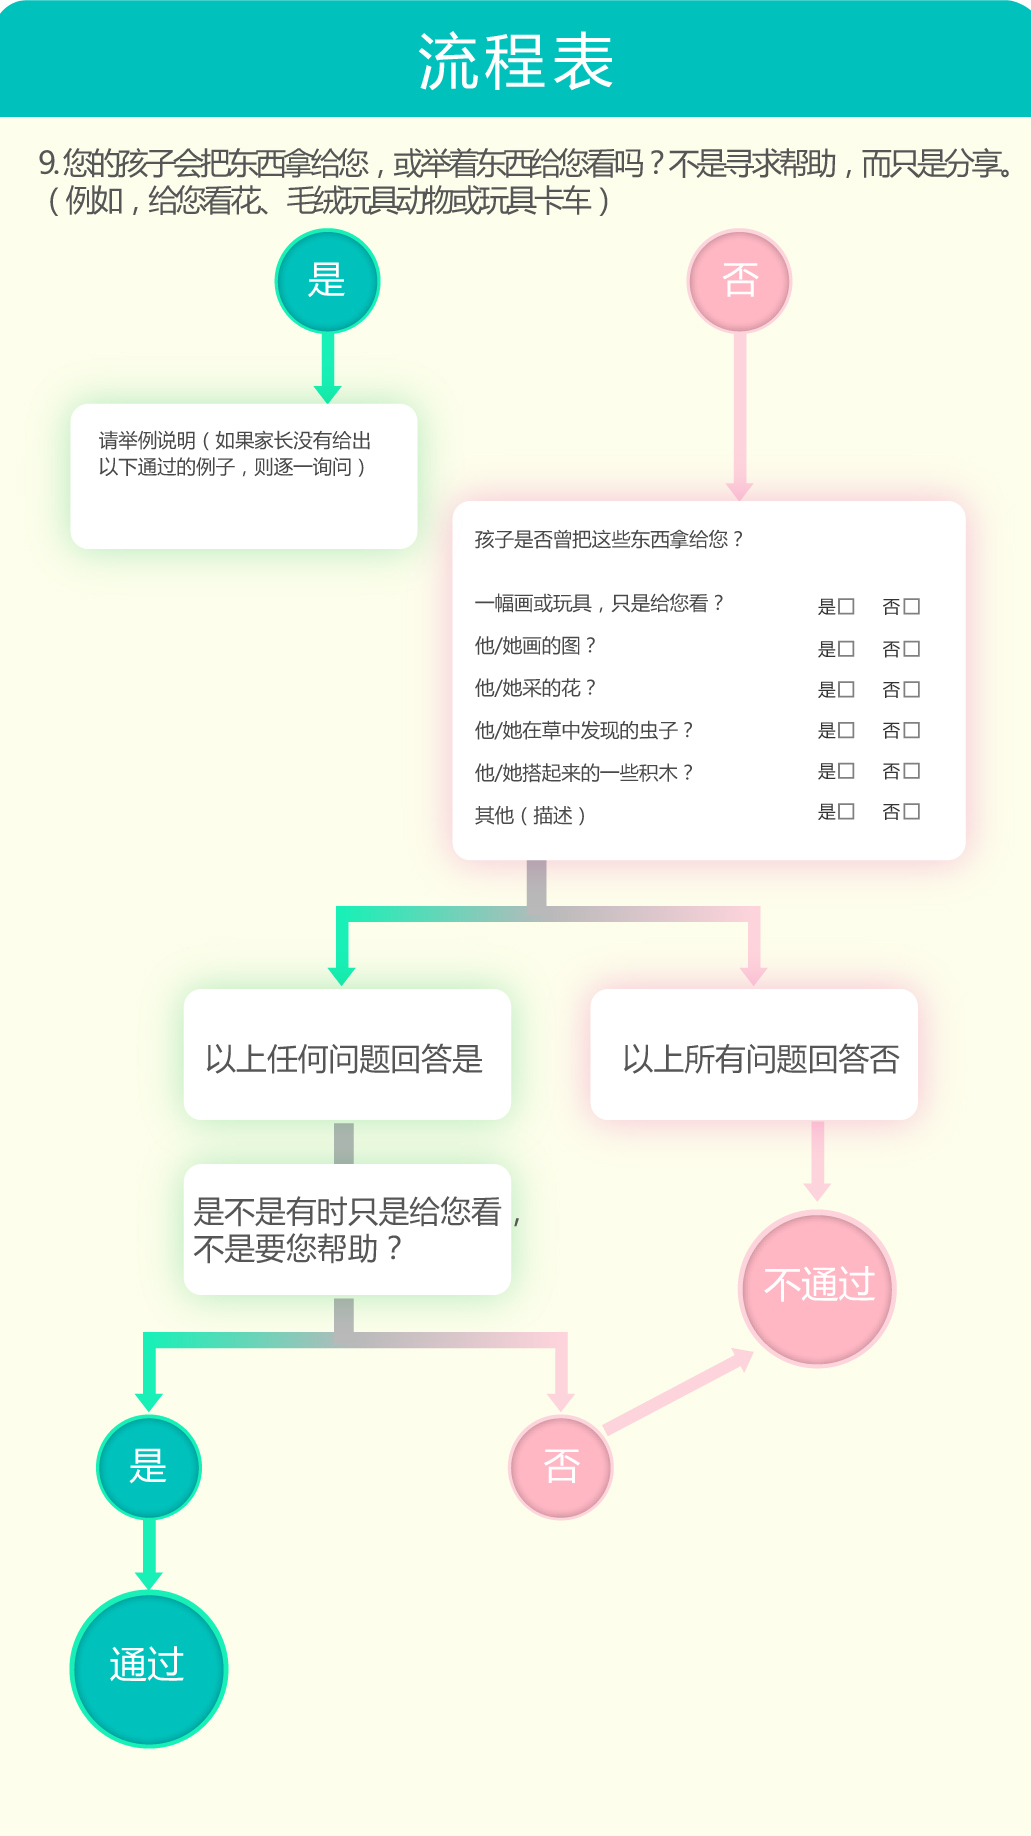 流程表
9.您的孩子会把东西拿给您，或举着东西给您看吗？不是寻求帮助，而只是分享。
（例如，给您看花、毛绒玩具动物或玩具卡车）
是
否
请举例说明（如果家长没有给出
以下通过的例子，则逐一询问）
孩子是否曾把这些东西拿给您？
一幅画或玩具，只是给您看？ 是□ 否□
他/她画的图？ 是□ 否□
他/她采的花？ 是□ 否□
他/她在草中发现的虫子？ 是□ 否□
他/她搭起来的一些积木？ 是□ 否□
其他（描述） 是□ 否□
以上任何问题回答是
以上所有问题回答否
是不是有时只是给您看，
不是要您帮助？
不通过
是
否
通过